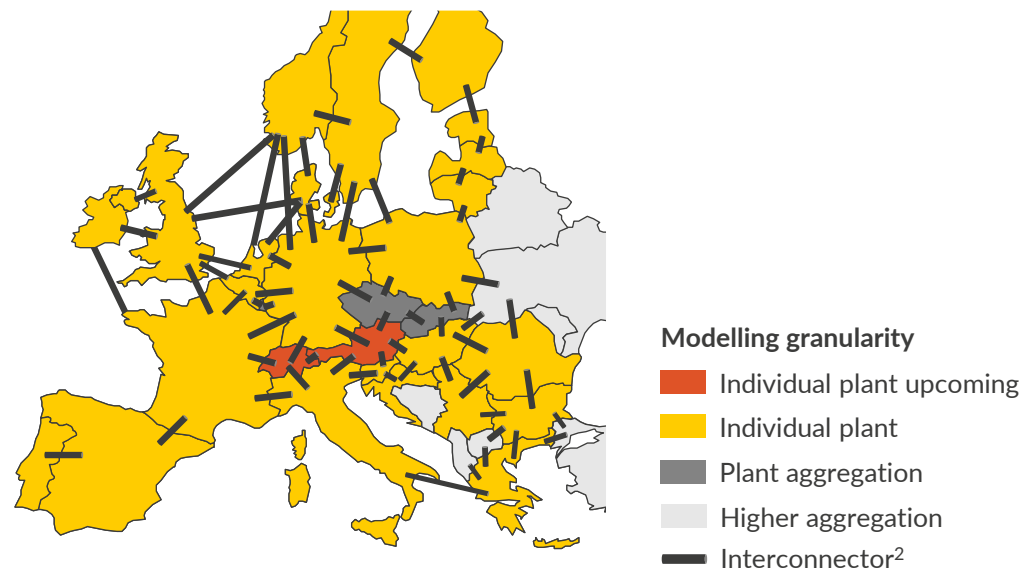 Modelling granularity
Individual plant upcoming
Individual plant
Plant aggregation
Higher aggregation
Interconnector²